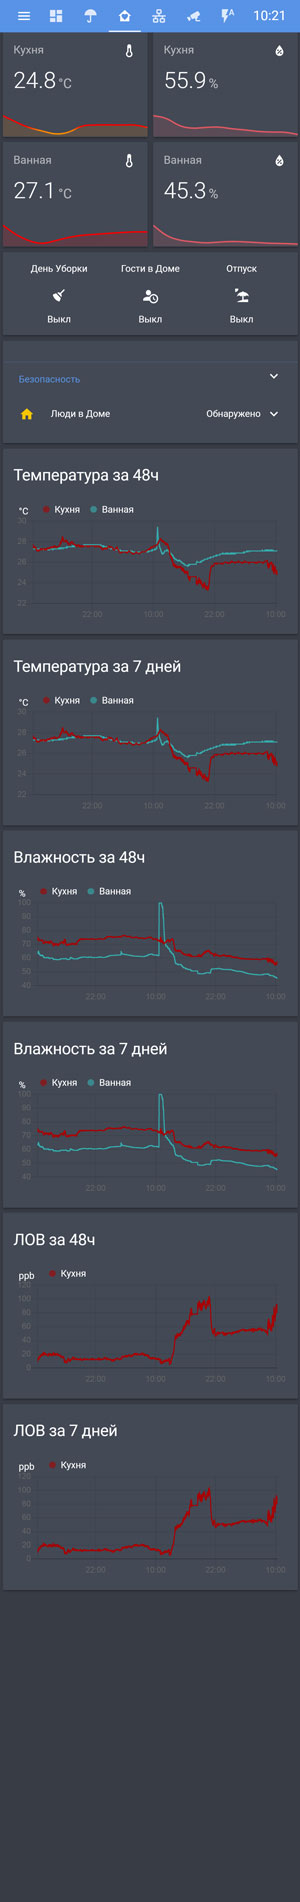 10:21
Кухня
24.8 °C
Кухня
55.9 %
Ванная
27.1 °C
Ванная
45.3 %
День Уборки Гости в Доме Отпуск
Выкл Выкл Выкл
Безопасность
Люди в Доме Обнаружено
Температура за 48ч
°C Кухня Ванная
30
28
26
24
22
22:00 10:00 22:00 10:00
Температура за 7 дней
°C Кухня Ванная
30
28
26
24
22
22:00 10:00 22:00 10:00
Влажность за 48ч
% Кухня Ванная
100
90
80
70
60
50
40
22:00 10:00 22:00 10:00
Влажность за 7 дней
% Кухня Ванная
100
90
80
70
60
50
40
22:00 10:00 22:00 10:00
ЛОВ за 48ч
ppb Кухня
120
100
80
60
40
20
0
22:00 10:00 22:00 10:00
ЛОВ за 7 дней
ppb Кухня
120
100
80
60
40
20
0
22:00 10:00 22:00 10:00